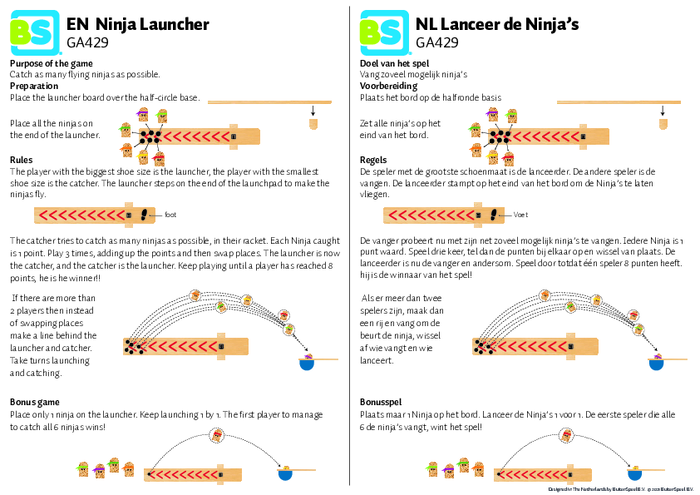 BS
EN Ninja Launcher
GA429
Purpose of the game
Catch as many flying ninjas as possible.
Preparation
Place the launcher board over the half-circle base.
Place all the ninjas on
the end of the launcher.
Rules
The player with the biggest shoe size is the launcher, the player with the smallest
shoe size is the catcher. The launcher steps on the end of the launchpad to make the
ninjas fly.
foot
The catcher tries to catch as many ninjas as possible, in their racket. Each Ninja caught
is 1 point. Play 3 times, adding up the points and then swap places. The launcher is now
the catcher, and the catcher is the launcher. Keep playing until a player has reached 8
points, he is he winner!!
If there are more than
2 players then instead
of swapping places
make a line behind the
launcher and catcher.
Take turns launching
and catching.
Bonus game
Place only 1 ninja on the launcher. Keep launching 1 by 1. The first player to manage
to catch all 6 ninjas wins!
BS
NL Lanceer de Ninja's
GA429
Doel van het spel
Vang zoveel mogelijk ninja's
Voorbereiding
Plaats het bord op de halfronde basis
Zet alle ninja's op het
eind van het bord.
Regels
De speler met de grootste schoenmaat is de lanceerder. De andere speler is de
vangen. De lanceerder stampt op het eind van het bord om de Ninja's te laten
vliegen.
Voet
De vanger probeert nu met zijn net zoveel mogelijk ninja's te vangen. Iedere Ninja is 1
punt waard. Speel drie keer, tel dan de punten bij elkaar op en wissel van plaats. De
lanceerder is nu de vanger en andersom. Speel door totdat één speler 8 punten heeft.
hij is de winnaar van het spel!
Als er meer dan twee
spelers zijn, maak dan
een rij en vang om de
beurt de ninja, wissel
af wie vangt en wie
lanceert.
Bonusspel
Plaats maar 1 Ninja op het bord. Lanceer de Ninja's 1 voor 1. De eerste speler die alle
6 de ninja's vangt, wint het spel!
Designed in The Netherlands by BuitenSpeel B.V.